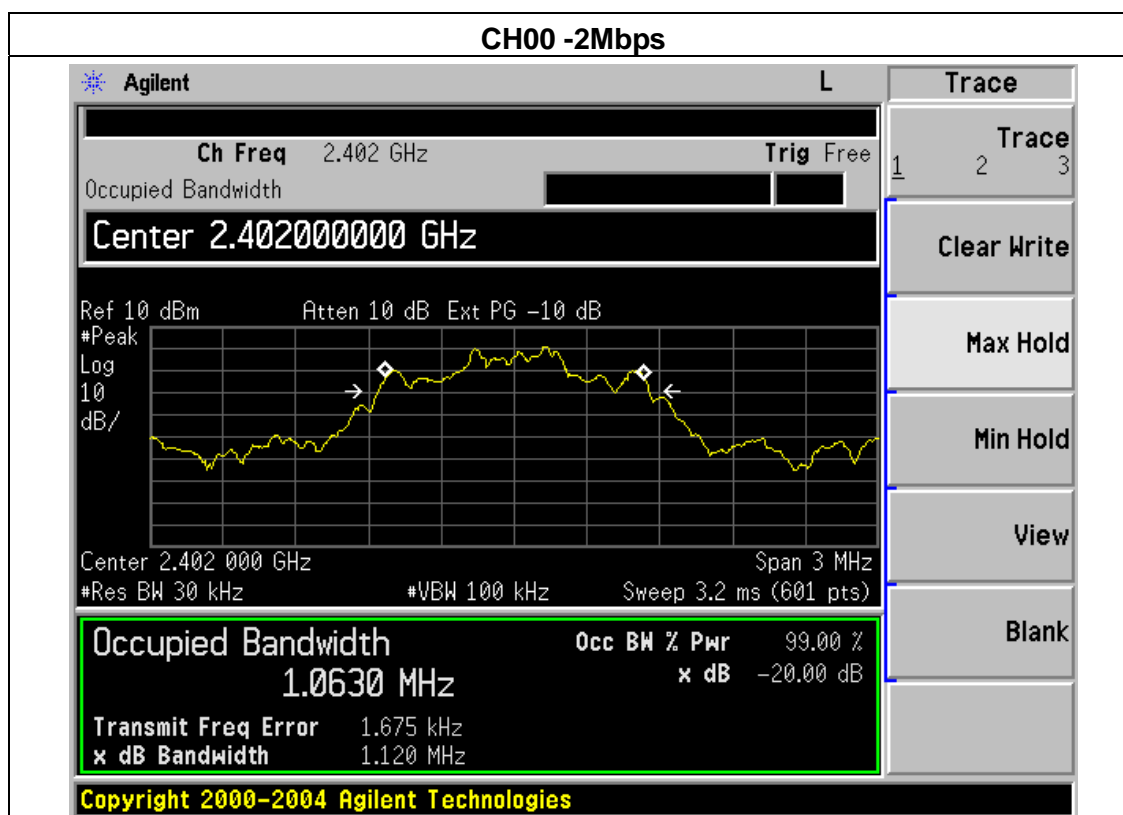 CH00 -2Mbps
Agilent L Trace
Ch Freq 2.402 GHz Trig Free
Occupied Bandwidth
Center 2.402000000 GHz
Ref 10 dBm Atten 10 dB Ext PG -10 dB
#Peak
Log
10
dB/
Center 2.402 000 GHz Span 3 MHz
#Res BW 30 kHz #VBW 100 kHz Sweep 3.2 ms (601 pts)
Occupied Bandwidth Occ BW % Pwr 99.00 %
1.0630 MHz x dB -20.00 dB
Transmit Freq Error 1.675 kHz
x dB Bandwidth 1.120 MHz
Copyright 2000-2004 Agilent Technologies
Trace
1 2 3
Clear Write
Max Hold
Min Hold
View
Blank